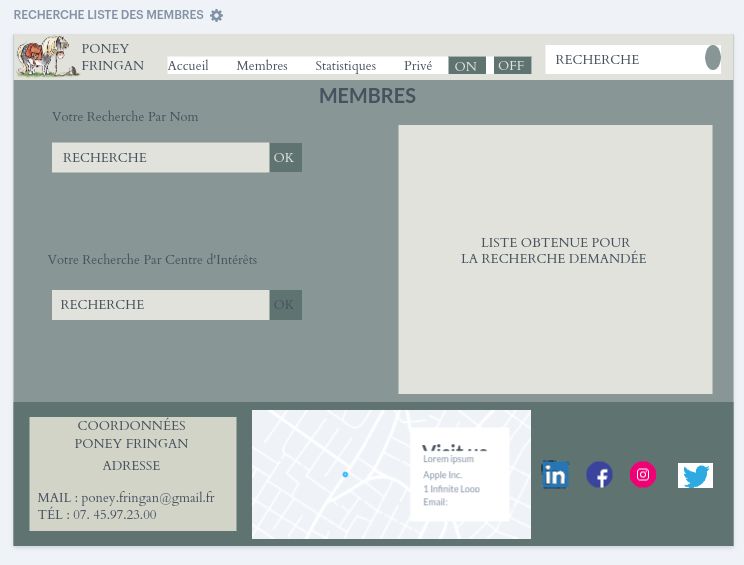 RECHERCHE LISTE DES MEMBRES
PONEY
FRINGAN
Accueil Membres Statistiques Privé ON OFF
RECHERCHE
MEMBRES
Votre Recherche Par Nom
RECHERCHE OK
Votre Recherche Par Centre d'Intérêts
RECHERCHE OK
LISTE OBTENUE POUR
LA RECHERCHE DEMANDÉE
COORDONNÉES
PONEY FRINGAN
ADRESSE
MAIL : poney.fringan@gmail.fr
TÉL : 07. 45.97.23.00
Visit us
Lorem ipsum
Apple Inc.
1 Infinite Loop
Email:
in
f